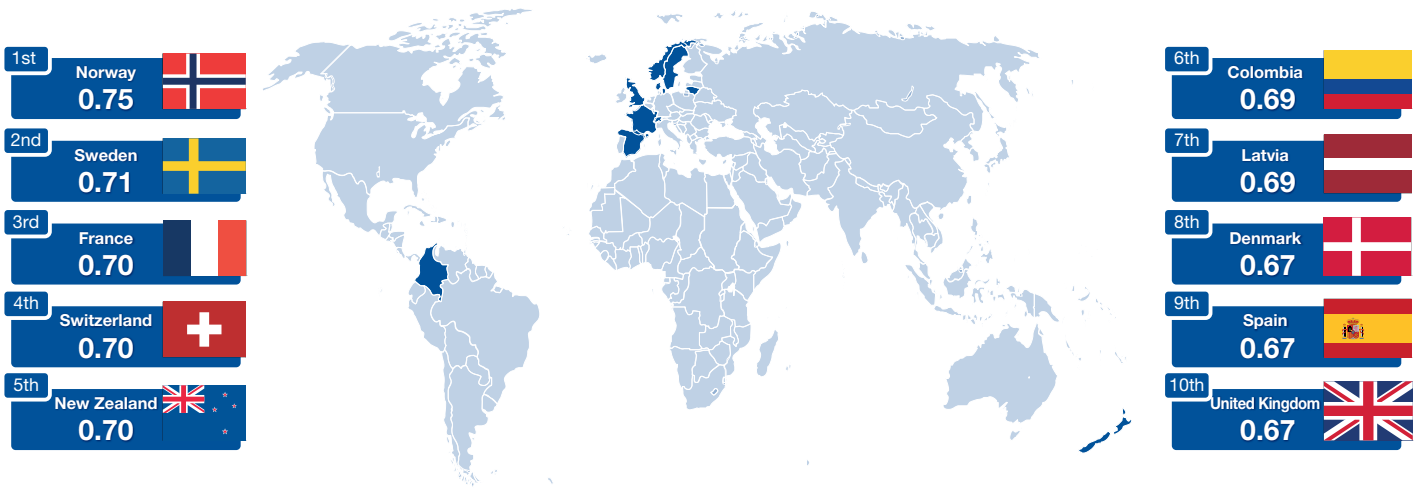 1st
Norway
0.75
2nd
Sweden
0.71
3rd
France
0.70
4th
Switzerland
0.70
5th
New Zealand
0.70
6th
Colombia
0.69
7th
Latvia
0.69
8th
Denmark
0.67
9th
Spain
0.67
10th
United Kingdom
0.67